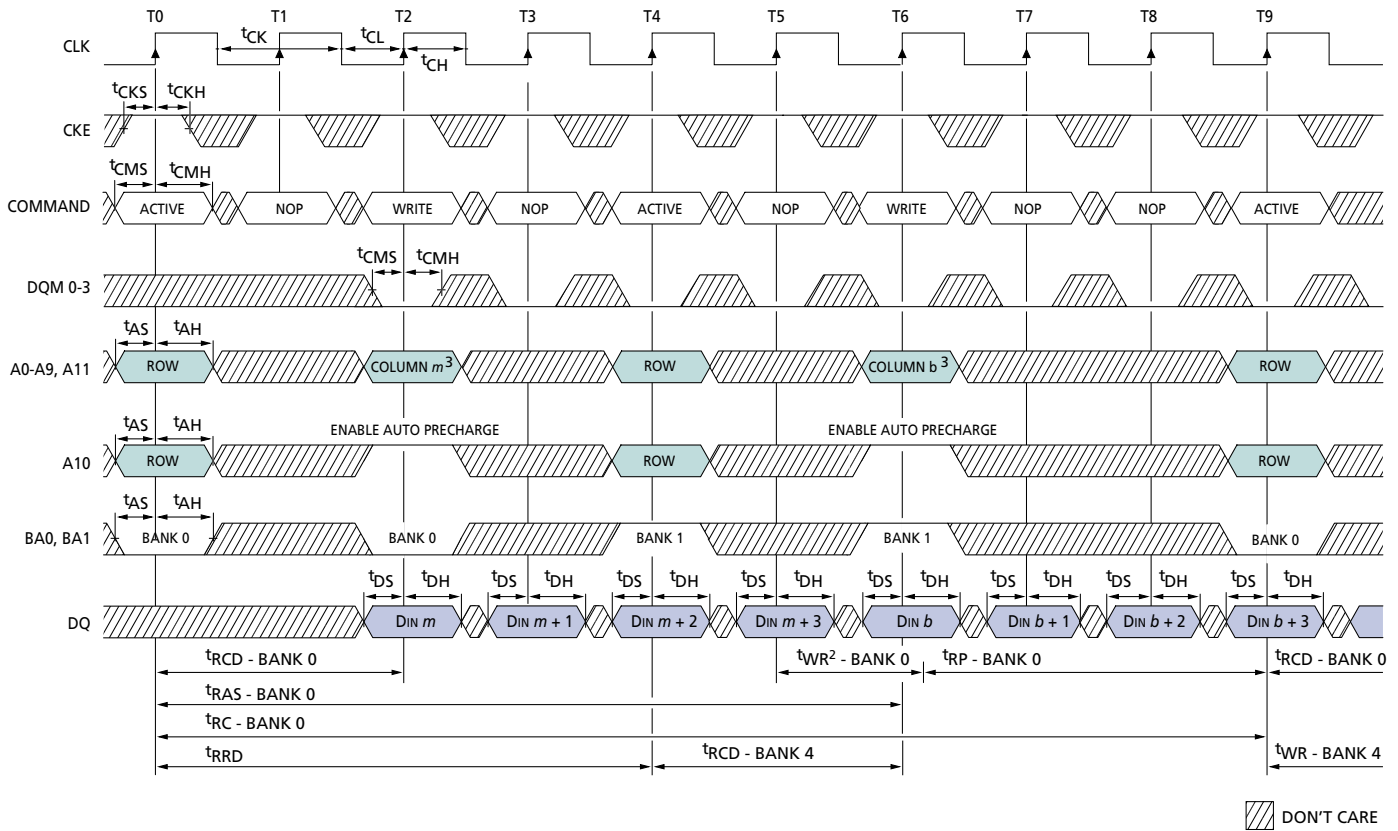 T0 T1 T2 T3 T4 T5 T6 T7 T8 T9
CLK tCK tCL tCH
tCKS tCKH
CKE
tCMS tCMH
COMMAND ACTIVE NOP WRITE NOP ACTIVE NOP WRITE NOP NOP ACTIVE
tCMS tCMH
DQM 0-3
tAS tAH
A0-A9, A11 ROW COLUMN m3 ROW COLUMN b3 ROW
ENABLE AUTO PRECHARGE ENABLE AUTO PRECHARGE
tAS tAH
A10 ROW ROW ROW
tAS tAH
BA0, BA1 BANK 0 BANK 0 BANK 1 BANK 1 BANK 0
tDS tDH tDS tDH tDS tDH tDS tDH tDS tDH tDS tDH tDS tDH tDS tDH
DQ DIN m DIN m + 1 DIN m + 2 DIN m + 3 DIN b DIN b + 1 DIN b + 2 DIN b + 3
tRCD - BANK 0 tWR2 - BANK 0 tRP - BANK 0 tRCD - BANK 0
tRAS - BANK 0
tRC - BANK 0
tRRD tRCD - BANK 4 tWR - BANK 4
DON'T CARE